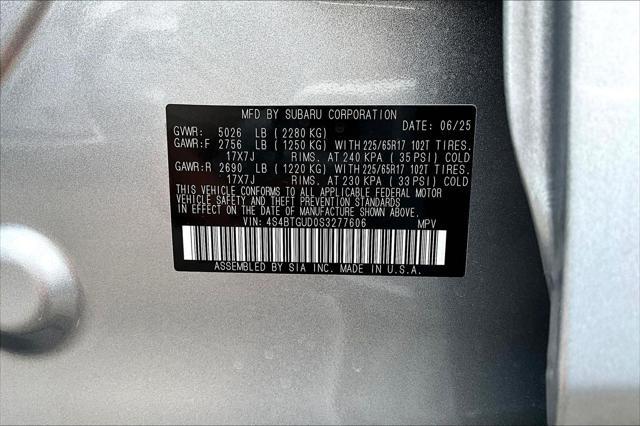 MFD BY SUBARU CORPORATION
DATE: 06/25
GVWR: 5026 LB ( 2280 KG)
GAWR:F 2756 LB ( 1250 KG) WITH 225/65R17 102T TIRES.
17X7J RIMS. AT 240 KPA ( 35 PSI) COLD
GAWR:R 2690 LB ( 1220 KG) WITH 225/65R17 102T TIRES.
17X7J RIMS. AT 230 KPA ( 33 PSI) COLD
THIS VEHICLE CONFORMS TO ALL APPLICABLE FEDERAL MOTOR
VEHICLE SAFETY AND THEFT PREVENTION STANDARDS
IN EFFECT ON THE DATE OF MANUFACTURE SHOWN ABOVE.
VIN: 4S4BTGUD0S3277606 MPV
ASSEMBLED BY SIA INC. MADE IN U.S.A.